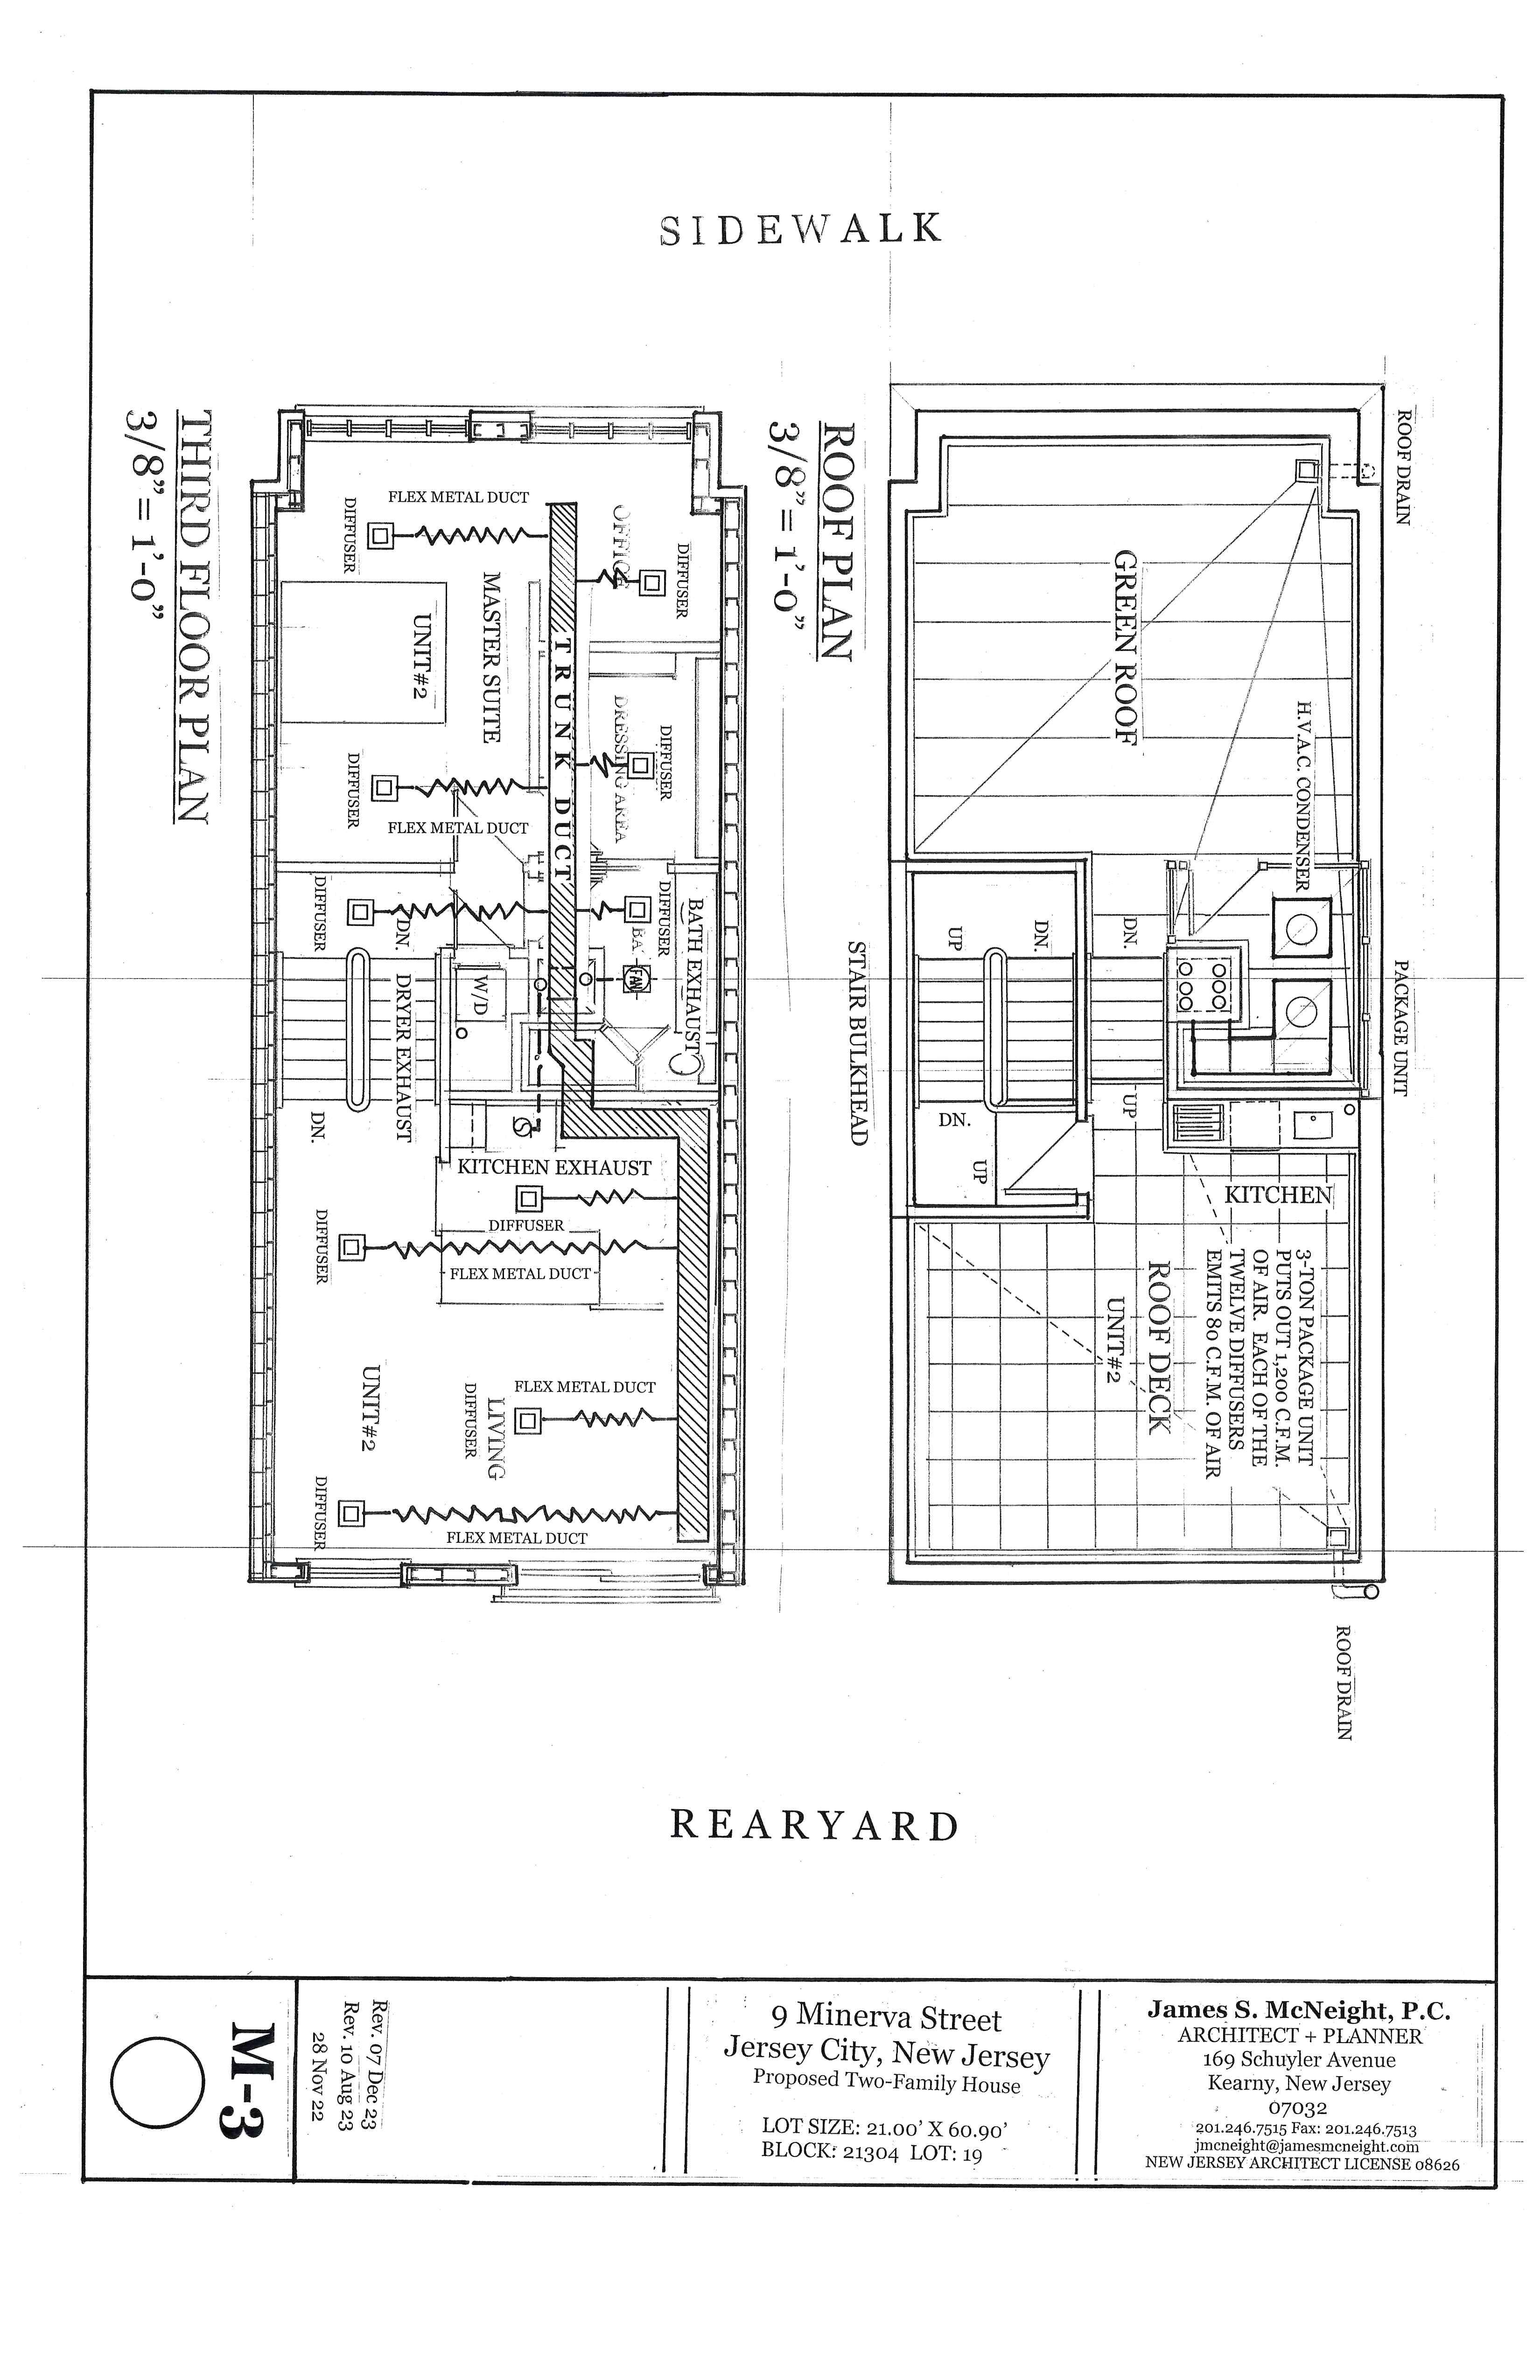 SIDEWALK
ROOF DRAIN
GREEN ROOF
H.V.A.C. CONDENSER
PACKAGE UNIT
ROOF PLAN
3/8” = 1’-0”
UP
DN.
DN.
STAIR BULKHEAD
DN.
UP
UP
KITCHEN
3-TON PACKAGE UNIT
PUTS OUT 1,200 C.F.M.
OF AIR. EACH OF THE
TWELVE DIFFUSERS
EMITS 80 C.F.M. OF AIR
ROOF DECK
UNIT#2
ROOF DRAIN
THIRD FLOOR PLAN
3/8” = 1’-0”
FLEX METAL DUCT
DIFFUSER
OFFICE
DIFFUSER
MASTER SUITE
UNIT#2
TRUNK DUCT
DRESSING AREA
DIFFUSER
DIFFUSER
FLEX METAL DUCT
DIFFUSER
DN.
DIFFUSER
BA
FAN
BATH EXHAUST
W/D
DRYER EXHAUST
DN.
KITCHEN EXHAUST
DIFFUSER
DIFFUSER
FLEX METAL DUCT
UNIT#2
FLEX METAL DUCT
DIFFUSER
LIVING
DIFFUSER
FLEX METAL DUCT
REARYARD
M-3
Rev. 07 Dec 23
Rev. 10 Aug 23
28 Nov 22
9 Minerva Street
Jersey City, New Jersey
Proposed Two-Family House
LOT SIZE: 21.00’ X 60.90’
BLOCK: 21304 LOT: 19
James S. McNeight, P.C.
ARCHITECT + PLANNER
169 Schuyler Avenue
Kearny, New Jersey
07032
201.246.7515 Fax: 201.246.7513
jmcneight@jamesmcneight.com
NEW JERSEY ARCHITECT LICENSE 08626